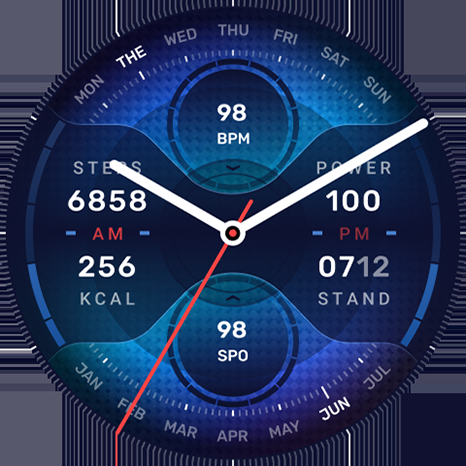 MON THE WED THU FRI SAT SUN
98
BPM
STEPS POWER
6858 100
AM PM
256 0712
KCAL STAND
98
SPO
JAN FEB MAR APR MAY JUN JUL